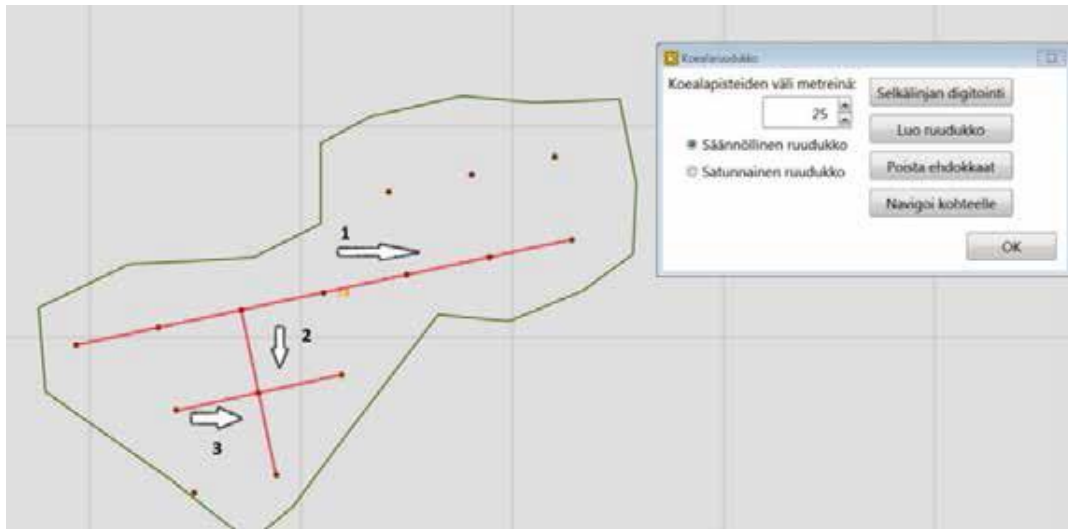 Koealaruudukko
Koealapisteiden väli metreinä:
25
Säännöllinen ruudukko
Satunnainen ruudukko
Selkälinjan digitointi
Luo ruudukko
Poista ehdokkaat
Navigoi kohteelle
OK
1
2
3